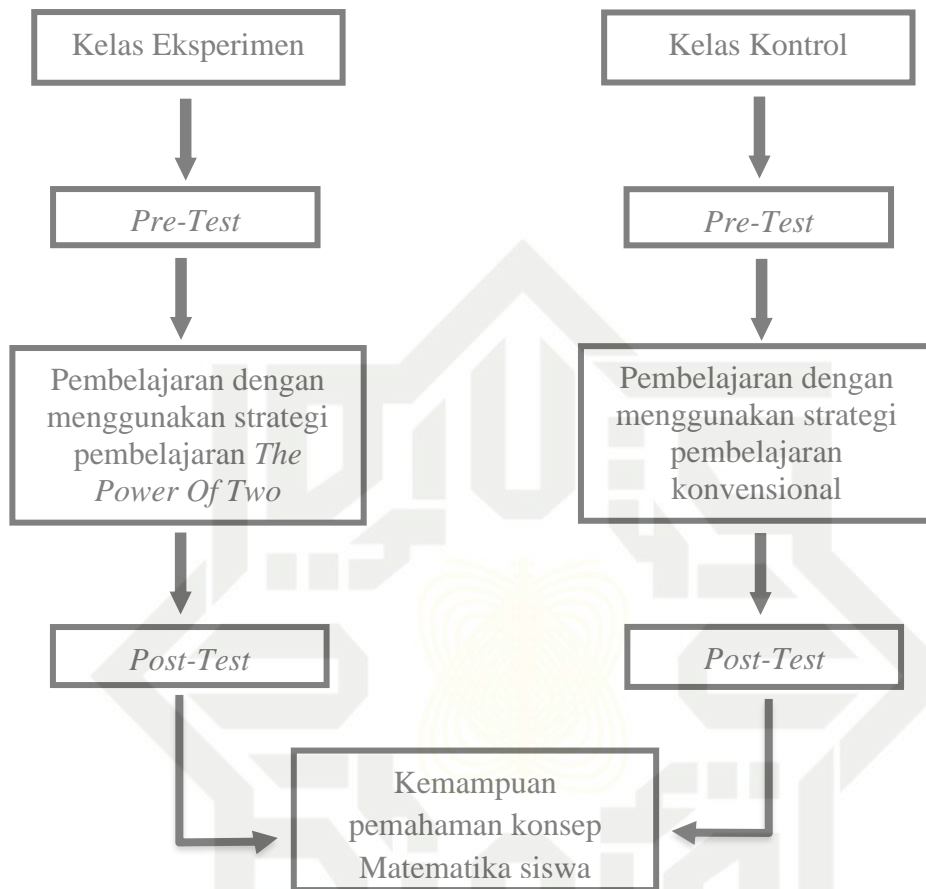 Kelas Eksperimen
Kelas Kontrol
Pre-Test
Pre-Test
Pembelajaran dengan
menggunakan strategi
pembelajaran The
Power Of Two
Pembelajaran dengan
menggunakan strategi
pembelajaran
konvensional
Post-Test
Post-Test
Kemampuan
pemahaman konsep
Matematika siswa